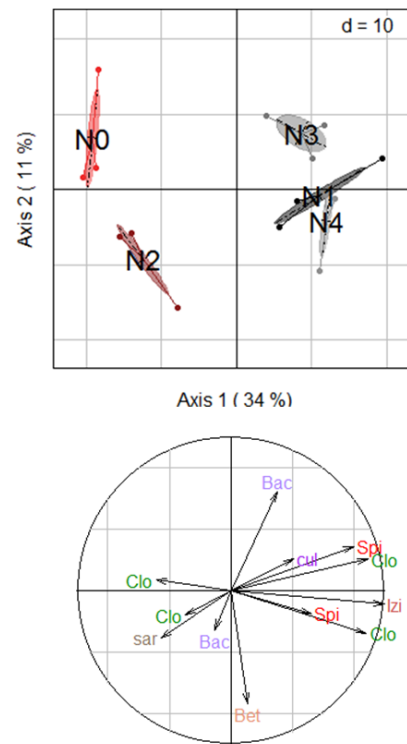 d = 10
N0
N3
N1
N4
N2
Axis 2 ( 11 % )
Axis 1 ( 34 % )
Bac
Spi
cul
Clo
Clo
Izi
Clo
Spi
Clo
sar
Bac
Bet